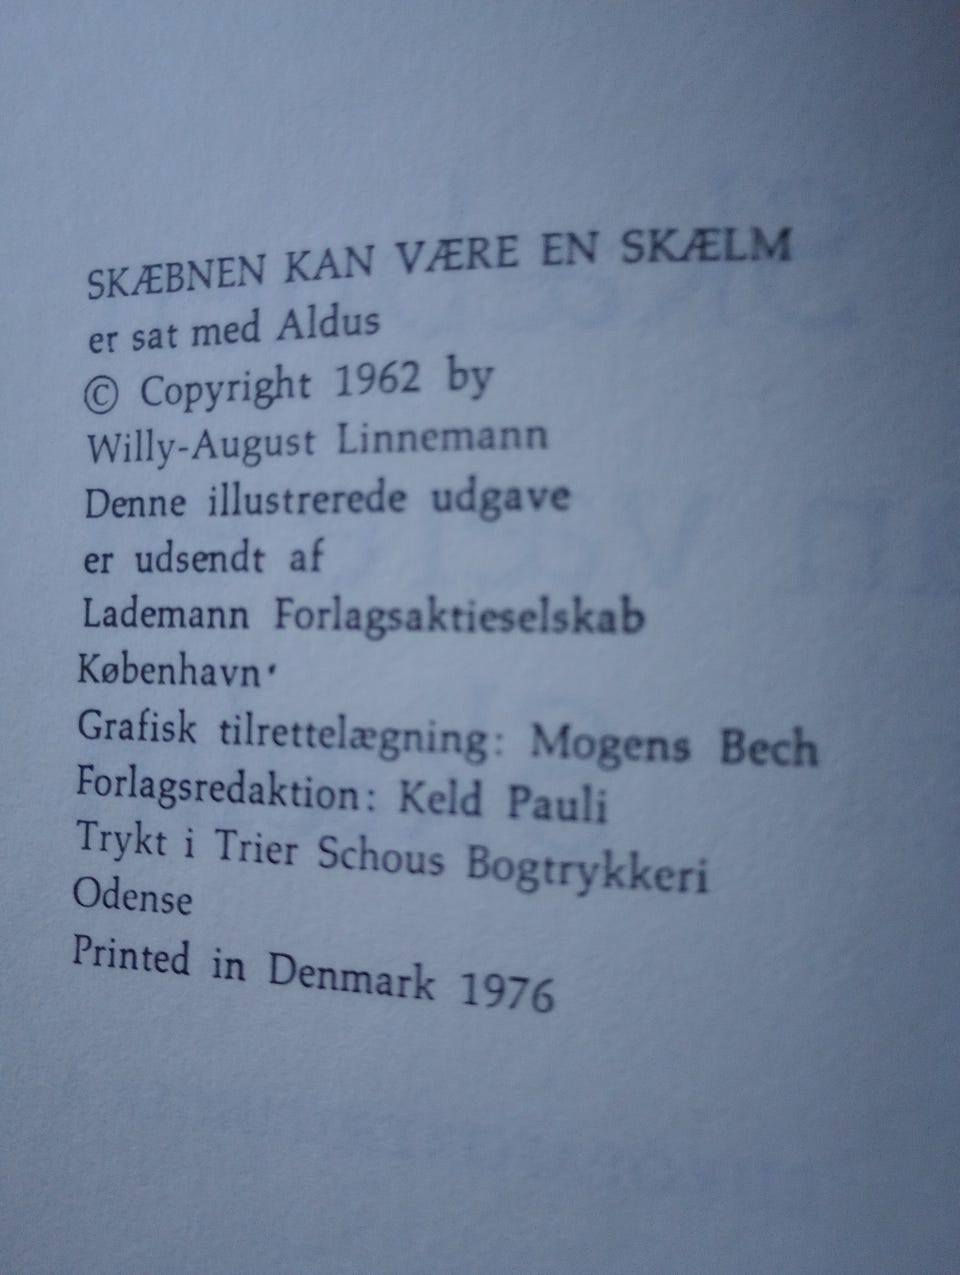 SKÆBNEN KAN VÆRE EN SKÆLM
er sat med Aldus
© Copyright 1962 by
Willy-August Linnemann
Denne illustrerede udgave
er udsendt af
Lademann Forlagsaktieselskab
København
Grafisk tilrettelægning: Mogens Bech
Forlagsredaktion: Keld Pauli
Trykt i Trier Schous Bogtrykkeri
Odense
Printed in Denmark 1976